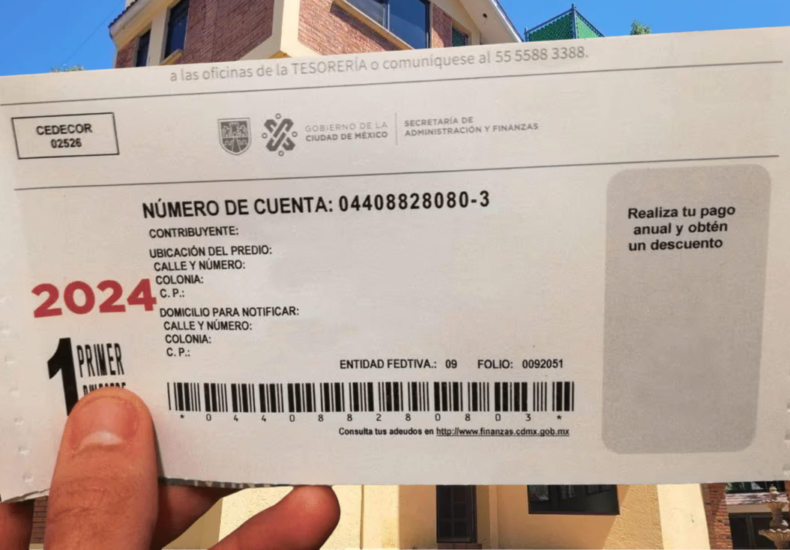 a las oficinas de la TESORERÍA o comuníquese al 55 5588 3388.
CEDECOR
02526
GOBIERNO DE LA
CIUDAD DE MÉXICO
SECRETARÍA DE
ADMINISTRACIÓN Y FINANZAS
NÚMERO DE CUENTA: 04408828080-3
CONTRIBUYENTE:
UBICACIÓN DEL PREDIO:
CALLE Y NÚMERO:
COLONIA:
C. P.:
DOMICILIO PARA NOTIFICAR:
CALLE Y NÚMERO:
COLONIA:
C. P.:
Realiza tu pago
anual y obtén
un descuento
2024
1 PRIMER
ENTIDAD FEDTIVA.: 09 FOLIO: 0092051
* 0 4 4 0 8 8 2 8 0 8 0 3 *
Consulta tus adeudos en http://www.finanzas.cdmx.gob.mx